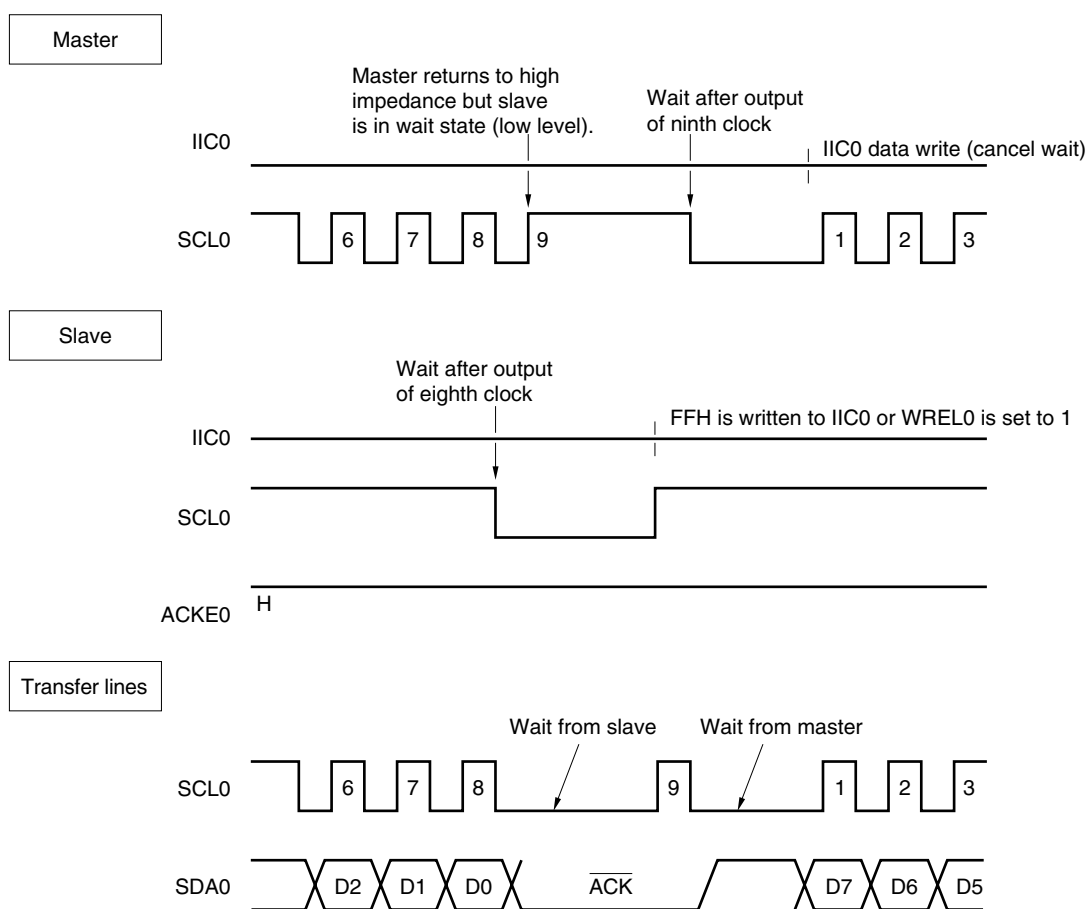 Master
Master returns to high
impedance but slave
is in wait state (low level).
Wait after output
of ninth clock
IIC0
IIC0 data write (cancel wait)
SCL0
6 7 8 9 1 2 3
Slave
Wait after output
of eighth clock
IIC0
FFH is written to IIC0 or WREL0 is set to 1
SCL0
ACKE0
H
Transfer lines
Wait from slave
Wait from master
SCL0
6 7 8 9 1 2 3
SDA0
D2 D1 D0 ACK D7 D6 D5